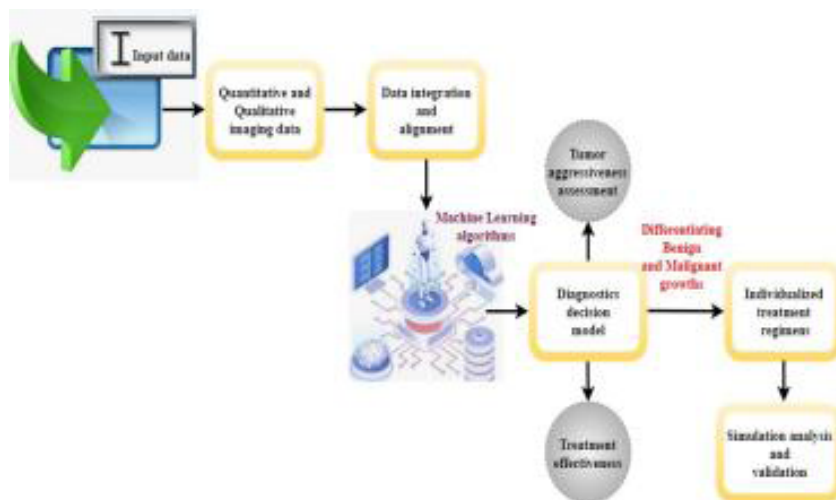 Input data
Quantitative and
Qualitative
imaging data
Data integration
and
alignment
Tumor
aggressiveness
assessment
Machine Learning
algorithms
Differentiating
Benign
and Malignant
growths
Diagnostics
decision
model
Individualized
treatment
regimens
Treatment
effectiveness
Simulation analysis
and
validation